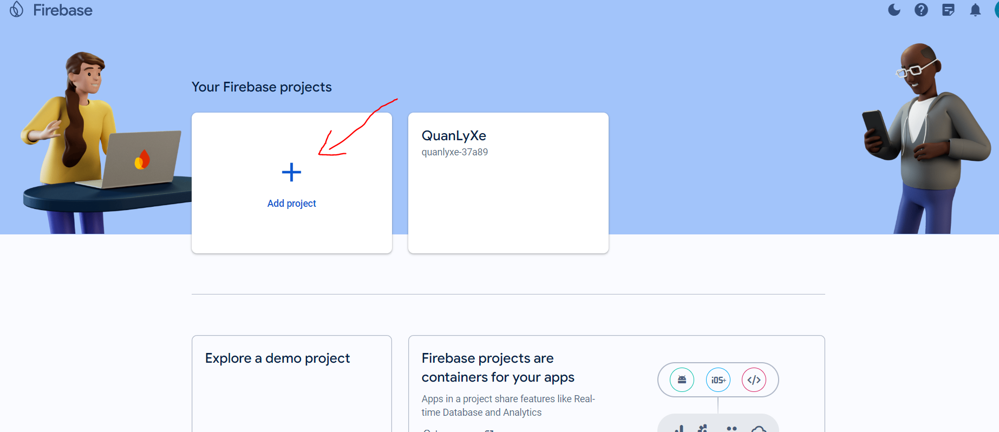 Firebase
Your Firebase projects
Add project
QuanLyXe
quanlyxe-37a89
Explore a demo project
Firebase projects are
containers for your apps
Apps in a project share features like Real-
time Database and Analytics
iOS+